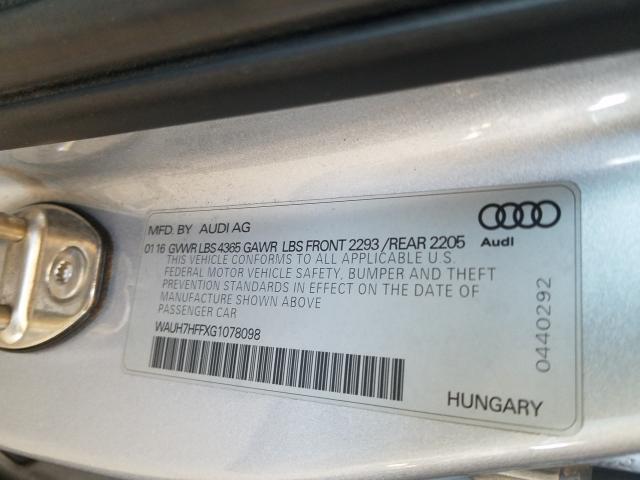 MFD. BY AUDI AG
01 16 GVWR LBS 4365 GAWR LBS FRONT 2293 /REAR 2205
THIS VEHICLE CONFORMS TO ALL APPLICABLE U.S.
FEDERAL MOTOR VEHICLE SAFETY, BUMPER AND THEFT
PREVENTION STANDARDS IN EFFECT ON THE DATE OF
MANUFACTURE SHOWN ABOVE
PASSENGER CAR
WAUH7HFFXG1078098
Audi
0440292
HUNGARY